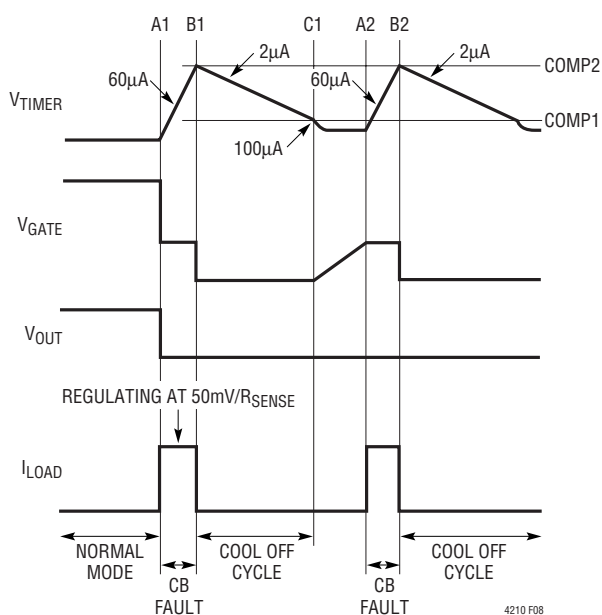 A1 B1 C1 A2 B2
2µA 2µA
COMP2
60µA 60µA
VTIMER
COMP1
100µA
VGATE
VOUT
REGULATING AT 50mV/RSENSE
ILOAD
NORMAL MODE
COOL OFF CYCLE
COOL OFF CYCLE
CB FAULT
CB FAULT
4210 F08